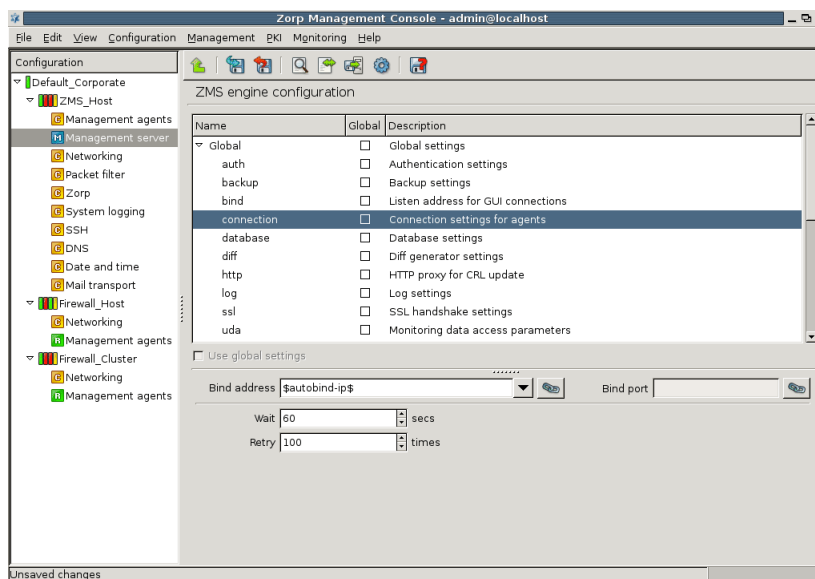 Zorp Management Console - admin@localhost
File Edit View Configuration Management PKI Monitoring Help
Configuration
Default_Corporate
ZMS_Host
Management agents
Management server
Networking
Packet filter
Zorp
System logging
SSH
DNS
Date and time
Mail transport
Firewall_Host
Networking
Management agents
Firewall_Cluster
Networking
Management agents
ZMS engine configuration
Name Global Description
Global Global settings
auth Authentication settings
backup Backup settings
bind Listen address for GUI connections
connection Connection settings for agents
database Database settings
diff Diff generator settings
http HTTP proxy for CRL update
log Log settings
ssl SSL handshake settings
uda Monitoring data access parameters
Use global settings
Bind address $autobind-ip$ Bind port
Wait 60 secs
Retry 100 times
Unsaved changes